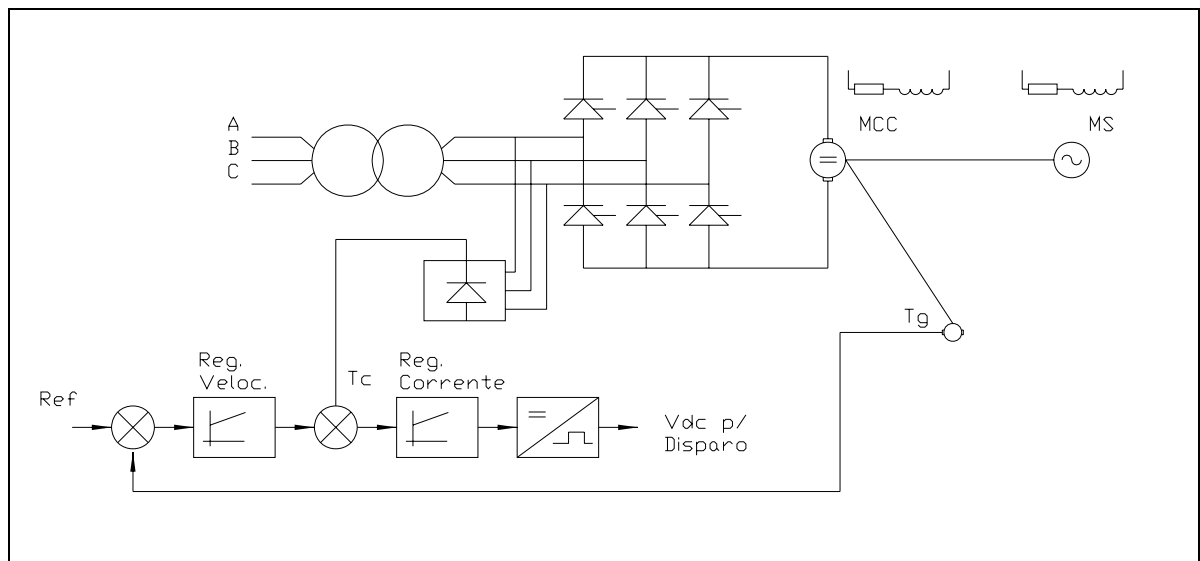 A
B
C
MCC
MS
Tg
Reg.
Veloc.
Tc
Reg.
Corrente
Ref
Vdc p/
Disparo